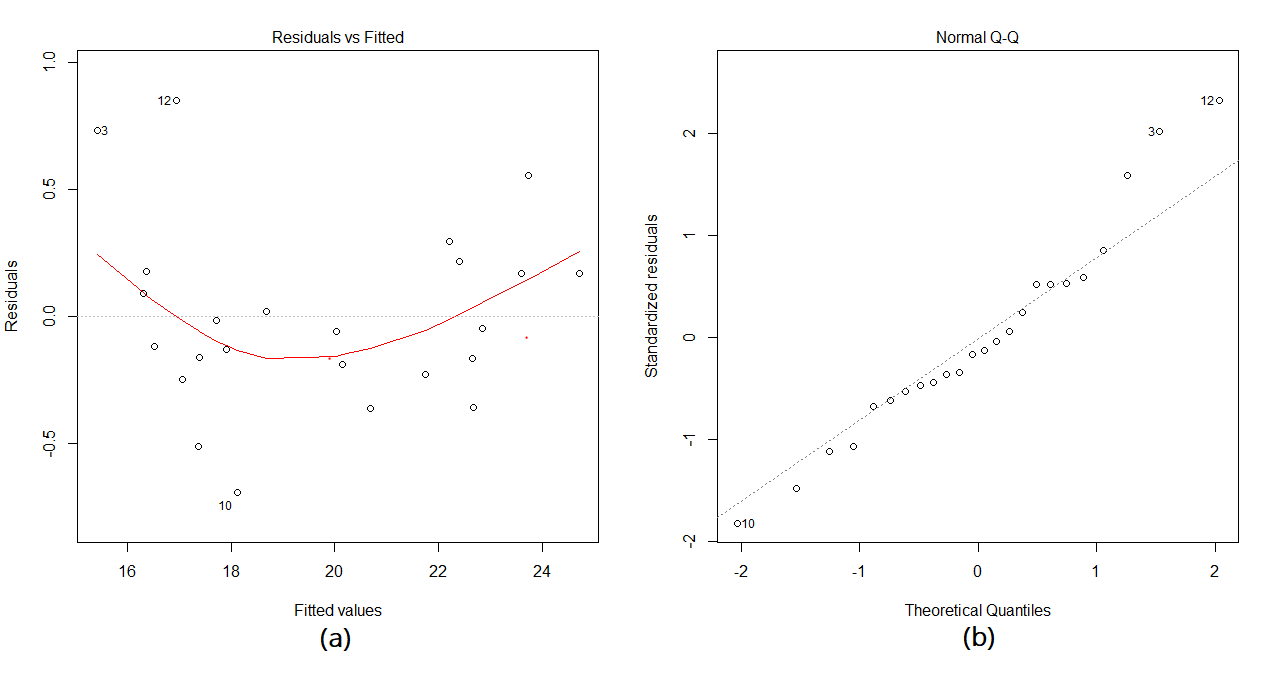 Residuals vs Fitted
1.0
0.5
0.0
-0.5
Residuals
12
3
10
16 18 20 22 24
Fitted values
(a)
Normal Q-Q
2
1
0
-1
-2
Standardized residuals
12
3
10
-2 -1 0 1 2
Theoretical Quantiles
(b)